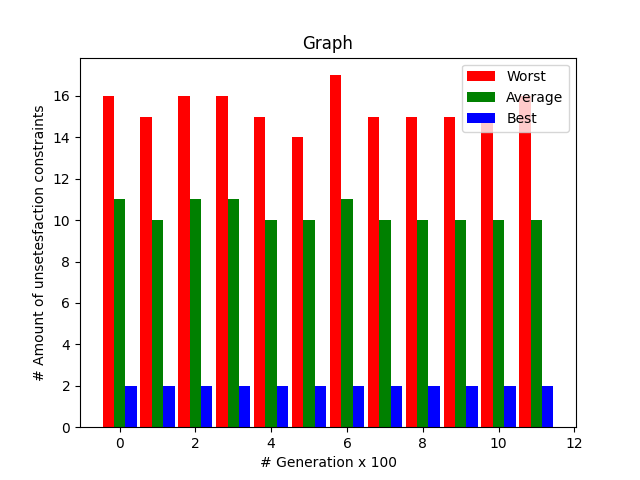 Graph
Worst
Average
Best
# Amount of unsetesfaction constraints
16
14
12
10
8
6
4
2
0
0 2 4 6 8 10 12
# Generation x 100